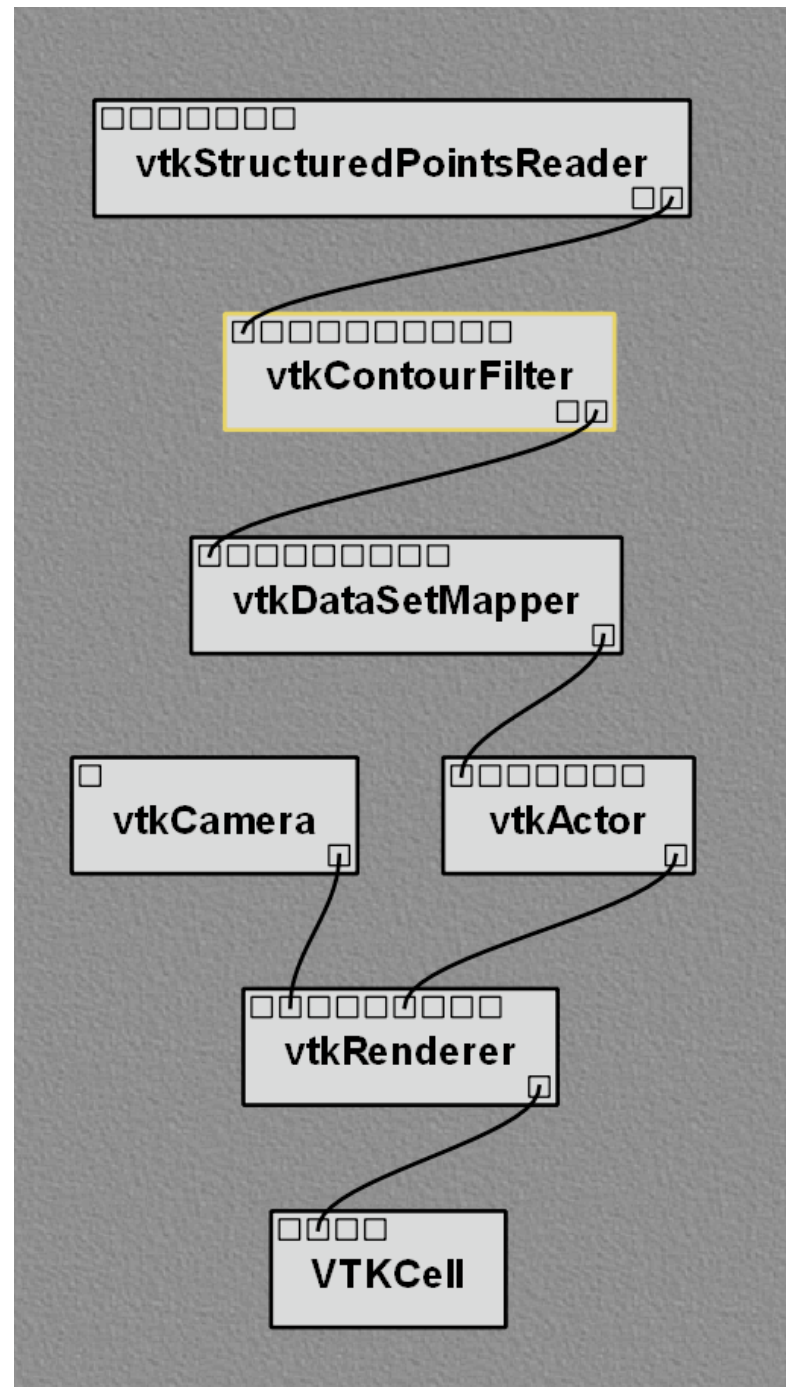 vtkStructuredPointsReader
vtkContourFilter
vtkDataSetMapper
vtkCamera
vtkActor
vtkRenderer
VTKCell